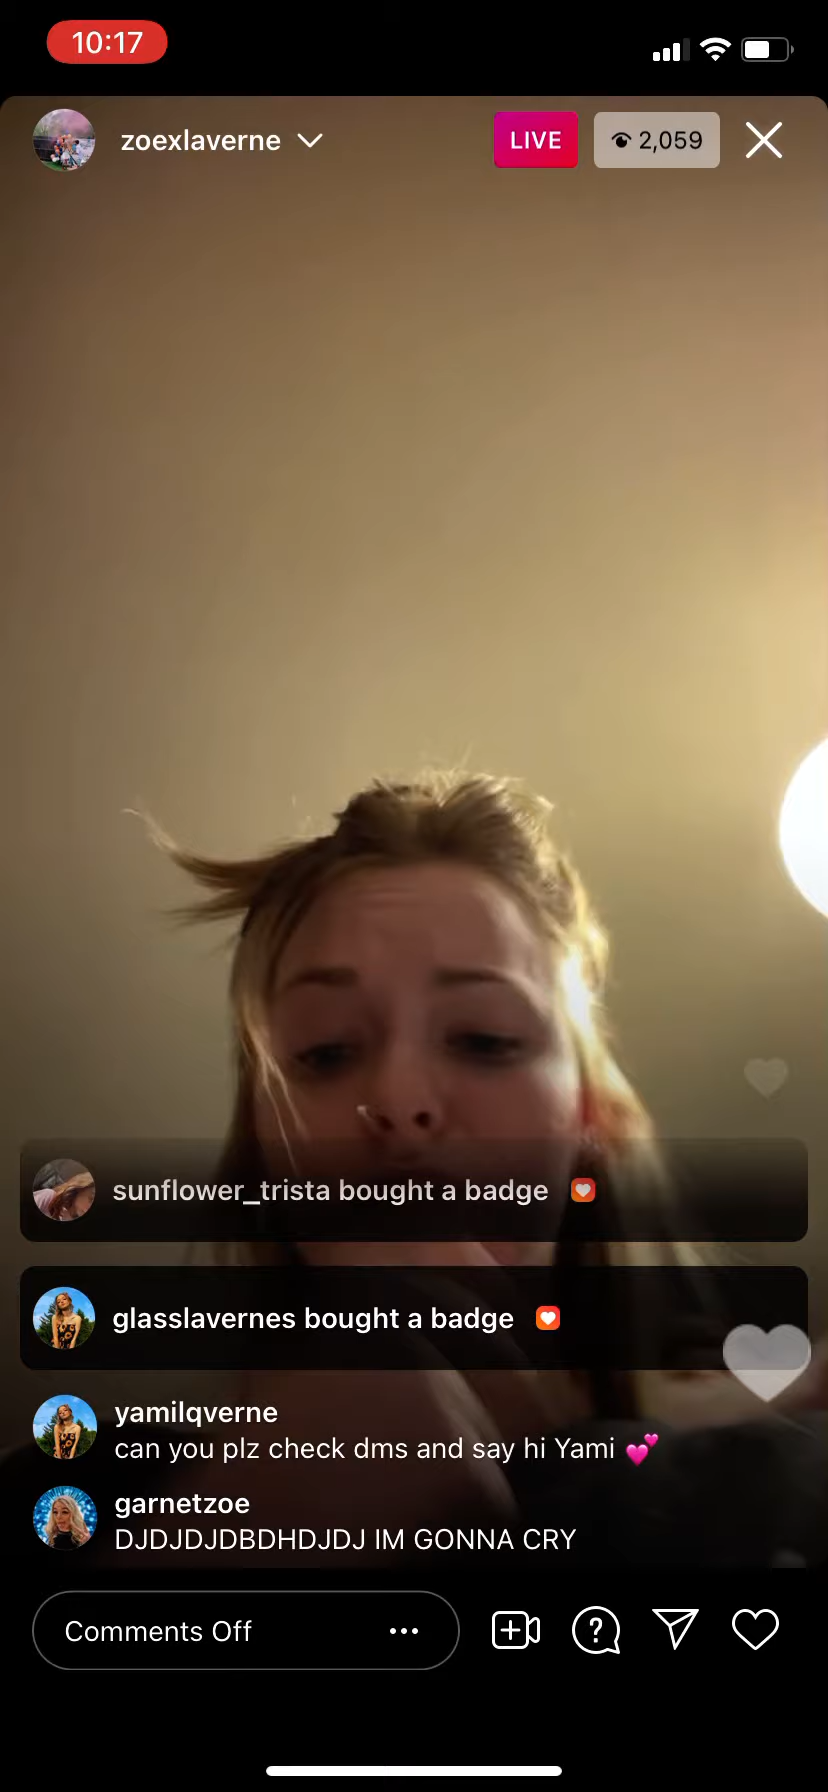 10:17
zoexlaverne
LIVE
2,059
sunflower_trista bought a badge
glasslavernes bought a badge
yamilqverne
can you plz check dms and say hi Yami 💕
garnetzoe
DJDJDJDBDHDJDJ IM GONNA CRY
Comments Off